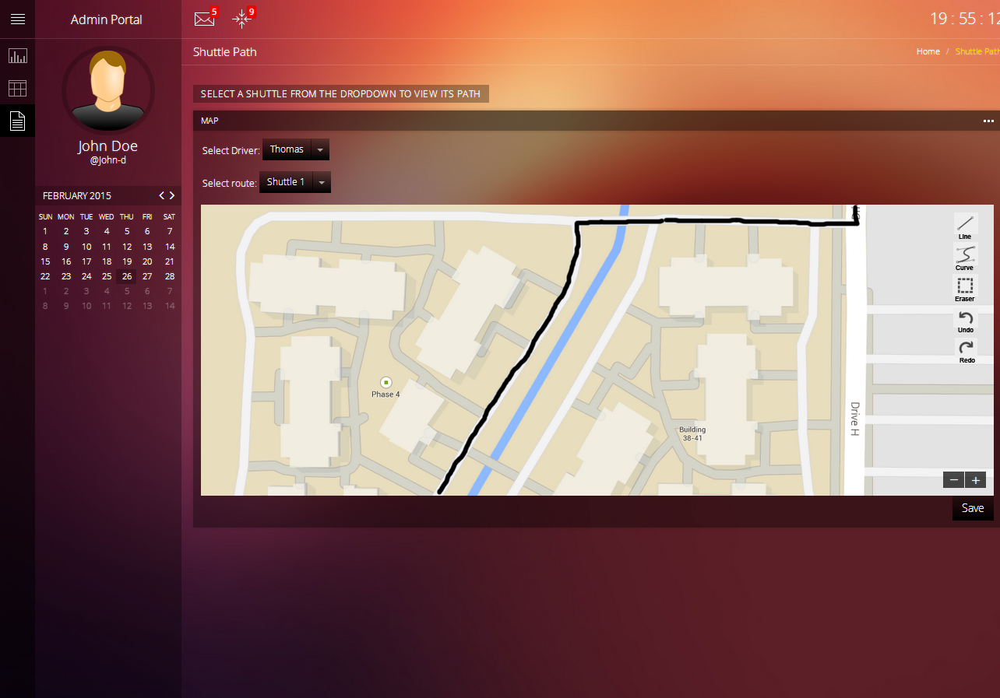 Admin Portal
5
9
19 : 55 : 12
Shuttle Path
Home / Shuttle Path
SELECT A SHUTTLE FROM THE DROPDOWN TO VIEW ITS PATH
MAP
Select Driver: Thomas
Select route: Shuttle 1
John Doe
@John-d
FEBRUARY 2015
SUN MON TUE WED THU FRI SAT
1 2 3 4 5 6 7
8 9 10 11 12 13 14
15 16 17 18 19 20 21
22 23 24 25 26 27 28
1 2 3 4 5 6 7
8 9 10 11 12 13 14
Line
Curve
Eraser
Undo
Redo
Phase 4
Building
38-41
Drive H
− +
Save